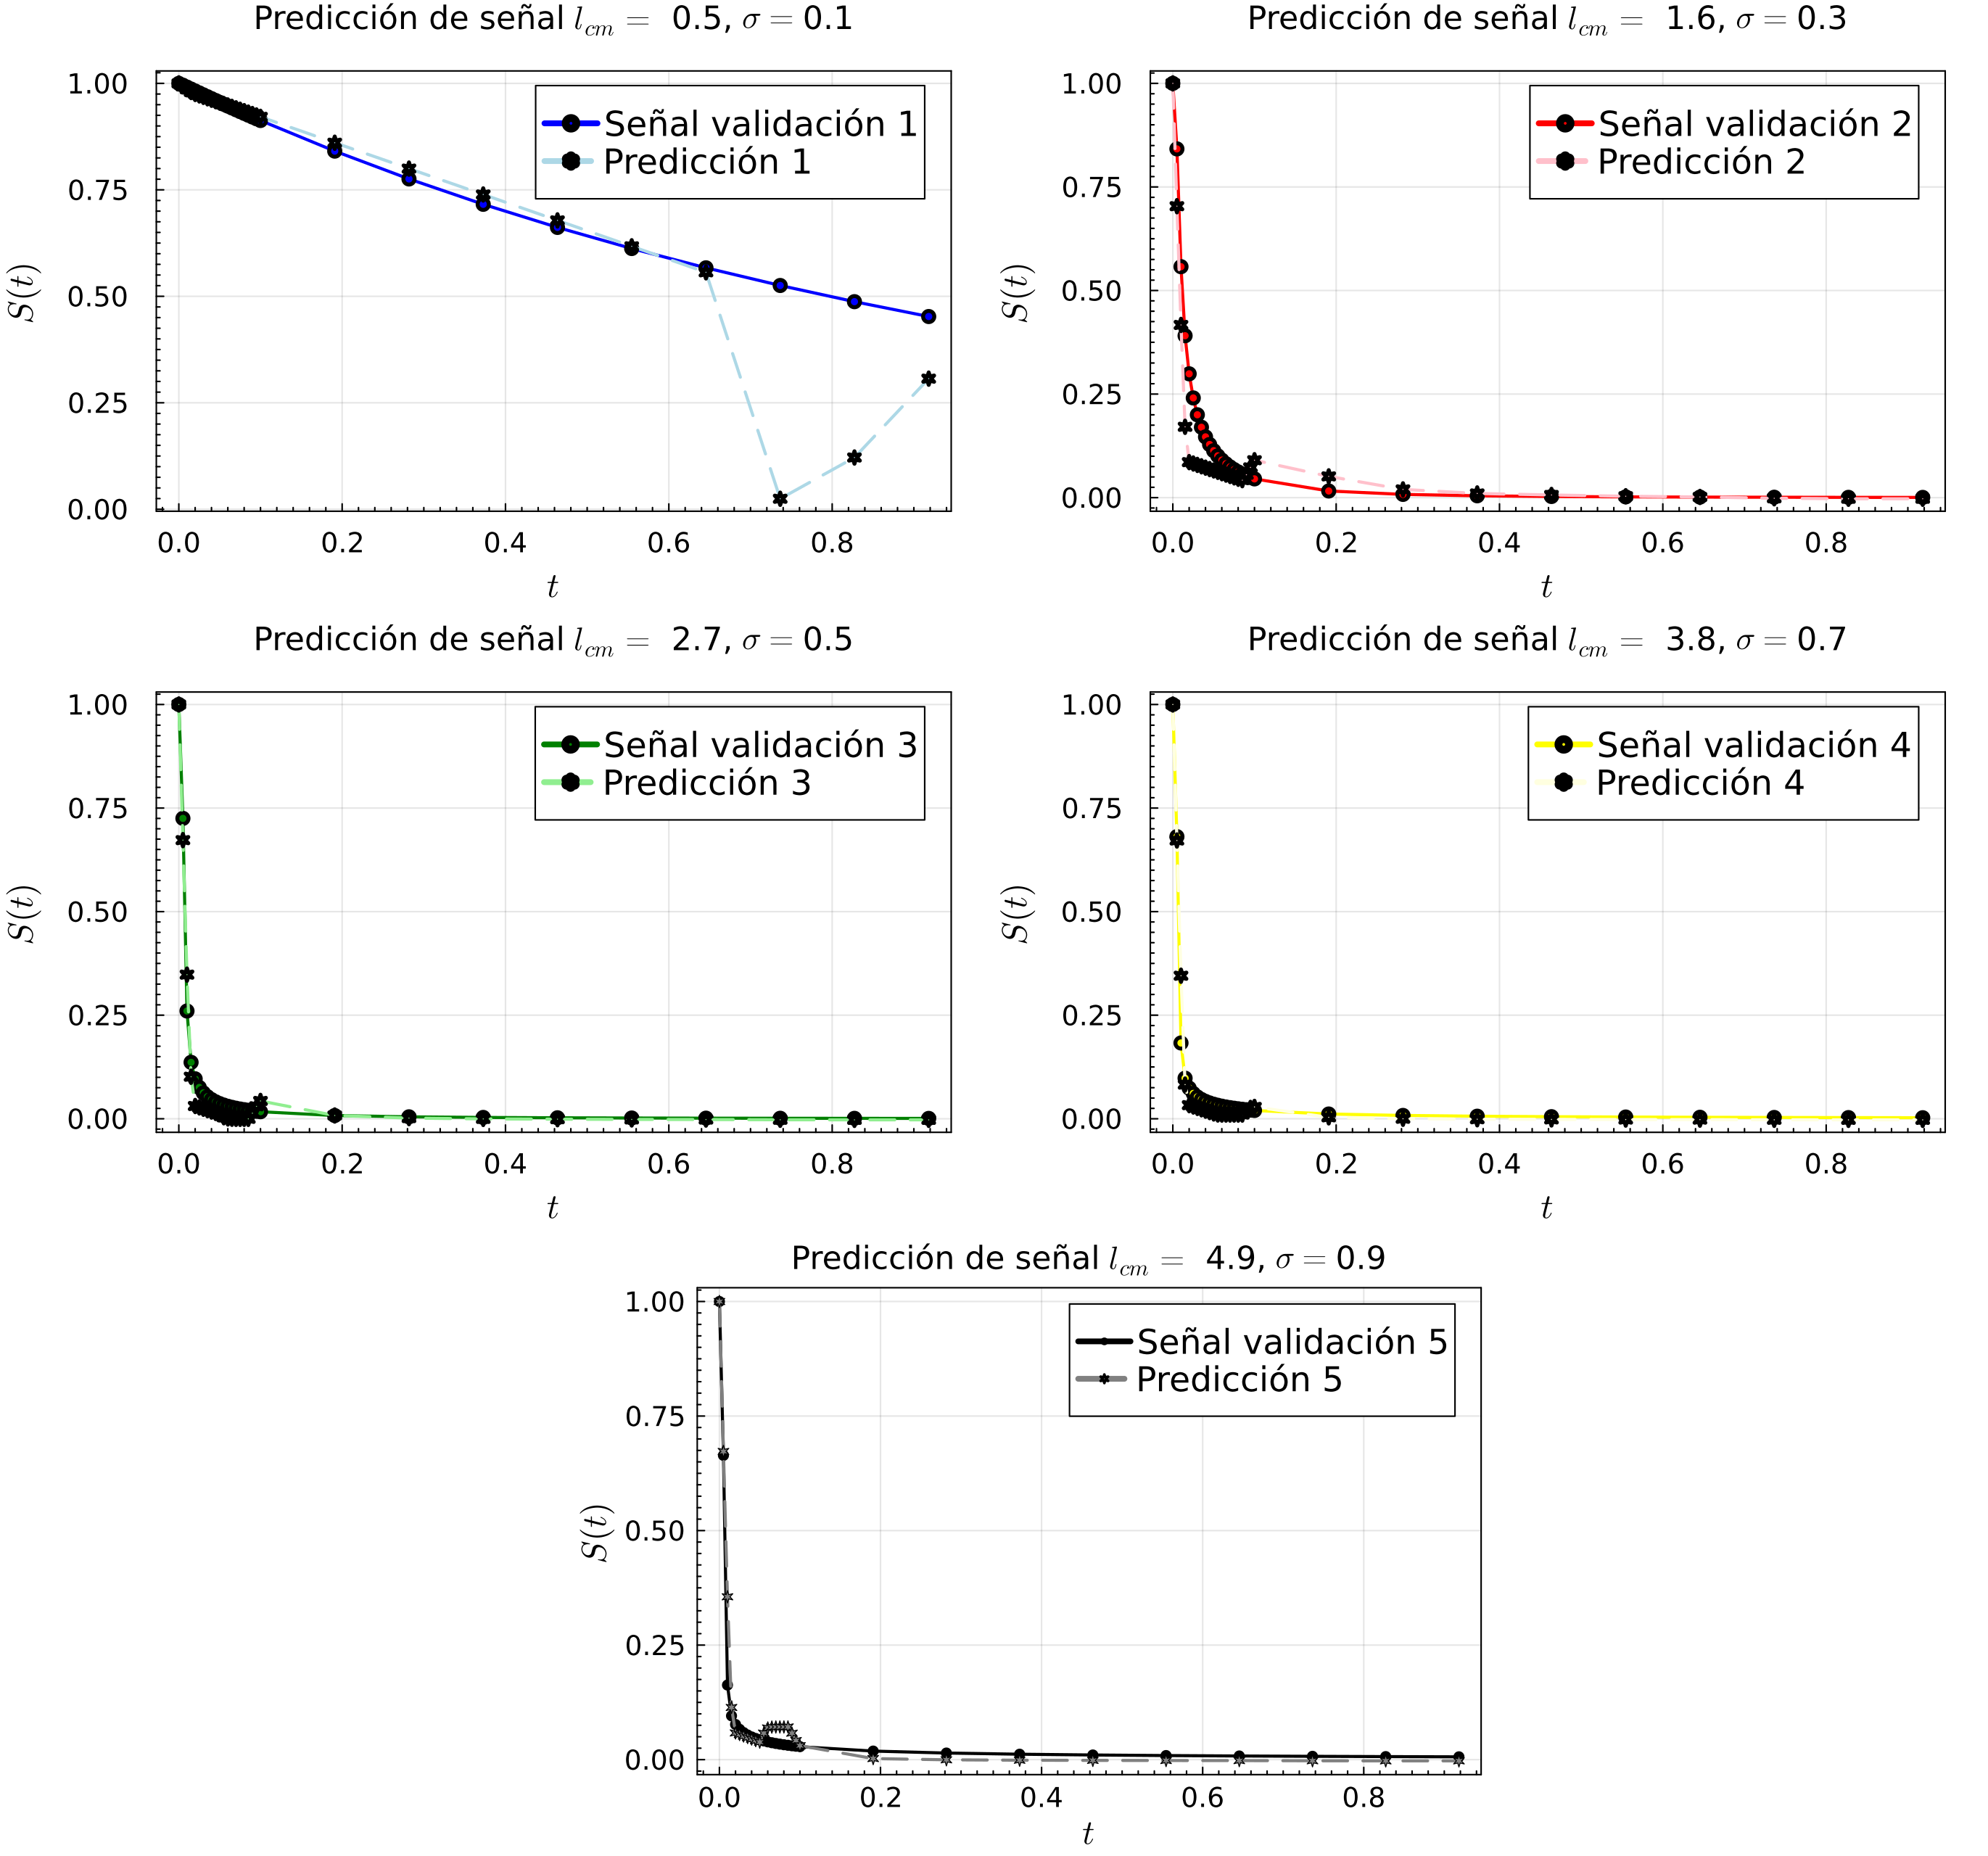 Predicción de señal l_cm = 0.5, σ = 0.1
1.00
0.75
0.50
0.25
0.00
S(t)
Señal validación 1
Predicción 1
0.0 0.2 0.4 0.6 0.8
t
Predicción de señal l_cm = 1.6, σ = 0.3
1.00
0.75
0.50
0.25
0.00
S(t)
Señal validación 2
Predicción 2
0.0 0.2 0.4 0.6 0.8
t
Predicción de señal l_cm = 2.7, σ = 0.5
1.00
0.75
0.50
0.25
0.00
S(t)
Señal validación 3
Predicción 3
0.0 0.2 0.4 0.6 0.8
t
Predicción de señal l_cm = 3.8, σ = 0.7
1.00
0.75
0.50
0.25
0.00
S(t)
Señal validación 4
Predicción 4
0.0 0.2 0.4 0.6 0.8
t
Predicción de señal l_cm = 4.9, σ = 0.9
1.00
0.75
0.50
0.25
0.00
S(t)
Señal validación 5
Predicción 5
0.0 0.2 0.4 0.6 0.8
t